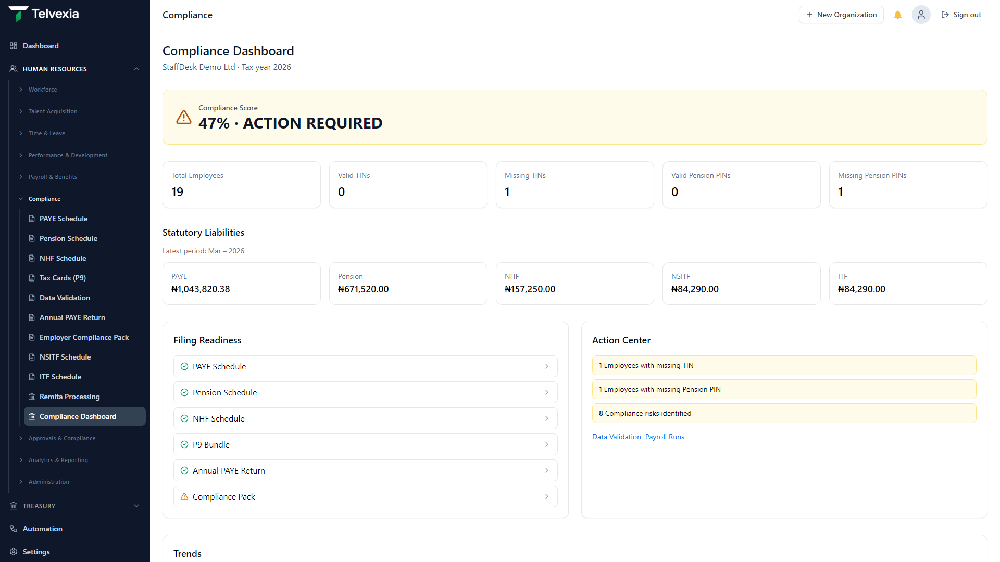 Telvexia
Dashboard
HUMAN RESOURCES
Workforce
Talent Acquisition
Time & Leave
Performance & Development
Payroll & Benefits
Compliance
PAYE Schedule
Pension Schedule
NHF Schedule
Tax Cards (P9)
Data Validation
Annual PAYE Return
Employer Compliance Pack
NSITF Schedule
ITF Schedule
Remita Processing
Compliance Dashboard
Approvals & Compliance
Analytics & Reporting
Administration
TREASURY
Automation
Settings
Compliance
New Organization
Sign out
Compliance Dashboard
StaffDesk Demo Ltd · Tax year 2026
Compliance Score
47% · ACTION REQUIRED
Total Employees
19
Valid TINs
0
Missing TINs
1
Valid Pension PINs
0
Missing Pension PINs
1
Statutory Liabilities
Latest period: Mar – 2026
PAYE
₦1,043,820.38
Pension
₦671,520.00
NHF
₦157,250.00
NSITF
₦84,290.00
ITF
₦84,290.00
Filing Readiness
PAYE Schedule
Pension Schedule
NHF Schedule
P9 Bundle
Annual PAYE Return
Compliance Pack
Action Center
1 Employees with missing TIN
1 Employees with missing Pension PIN
8 Compliance risks identified
Data Validation Payroll Runs
Trends